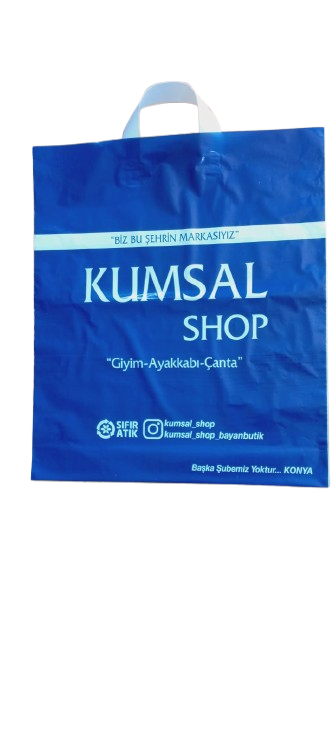 "BİZ BU ŞEHRİN MARKASIYIZ"
KUMSAL
SHOP
"Giyim-Ayakkabı-Çanta"
SIFIR
ATIK
kumsal_shop
kumsal_shop_bayanbutik
Başka Şubemiz Yoktur... KONYA